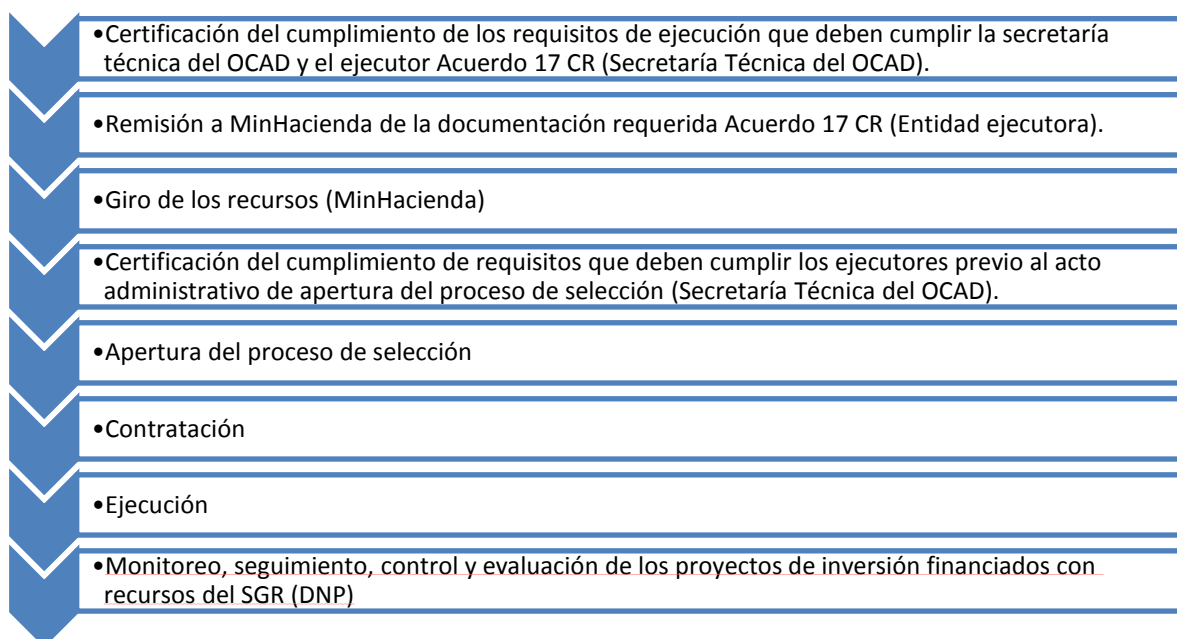 •Certificación del cumplimiento de los requisitos de ejecución que deben cumplir la secretaría
técnica del OCAD y el ejecutor Acuerdo 17 CR (Secretaría Técnica del OCAD).
•Remisión a MinHacienda de la documentación requerida Acuerdo 17 CR (Entidad ejecutora).
•Giro de los recursos (MinHacienda)
•Certificación del cumplimiento de requisitos que deben cumplir los ejecutores previo al acto
administrativo de apertura del proceso de selección (Secretaría Técnica del OCAD).
•Apertura del proceso de selección
•Contratación
•Ejecución
•Monitoreo, seguimiento, control y evaluación de los proyectos de inversión financiados con
recursos del SGR (DNP)